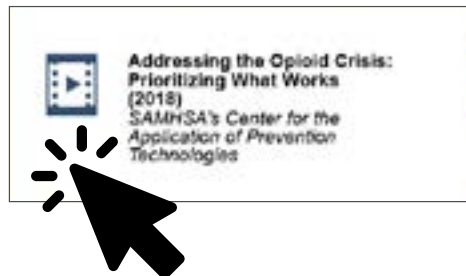 Addressing the Opioid Crisis:
Prioritizing What Works
(2018)
SAMHSA's Center for the
Application of Prevention
Technologies